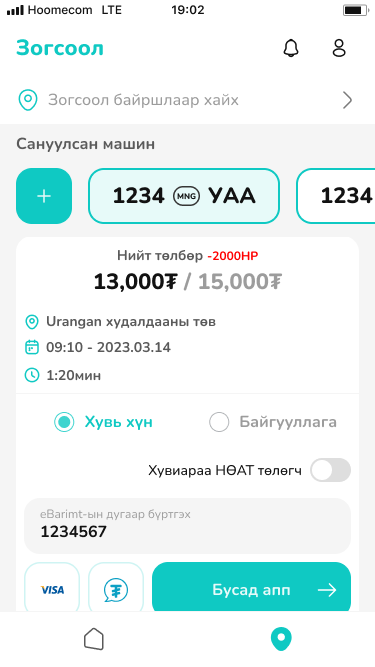 Hoomecom LTE 19:02
Зогсоол
Зогсоол байршлаар хайх
Сануулсан машин
+ 1234 MNG УАА 1234
Нийт төлбөр -2000HP
13,000₮ / 15,000₮
Urangan худалдааны төв
09:10 - 2023.03.14
1:20мин
Хувь хүн Байгууллага
Хувиараа НӨАТ төлөгч
eBarimt-ын дугаар бүртгэх
1234567
VISA ₮ Бусад апп